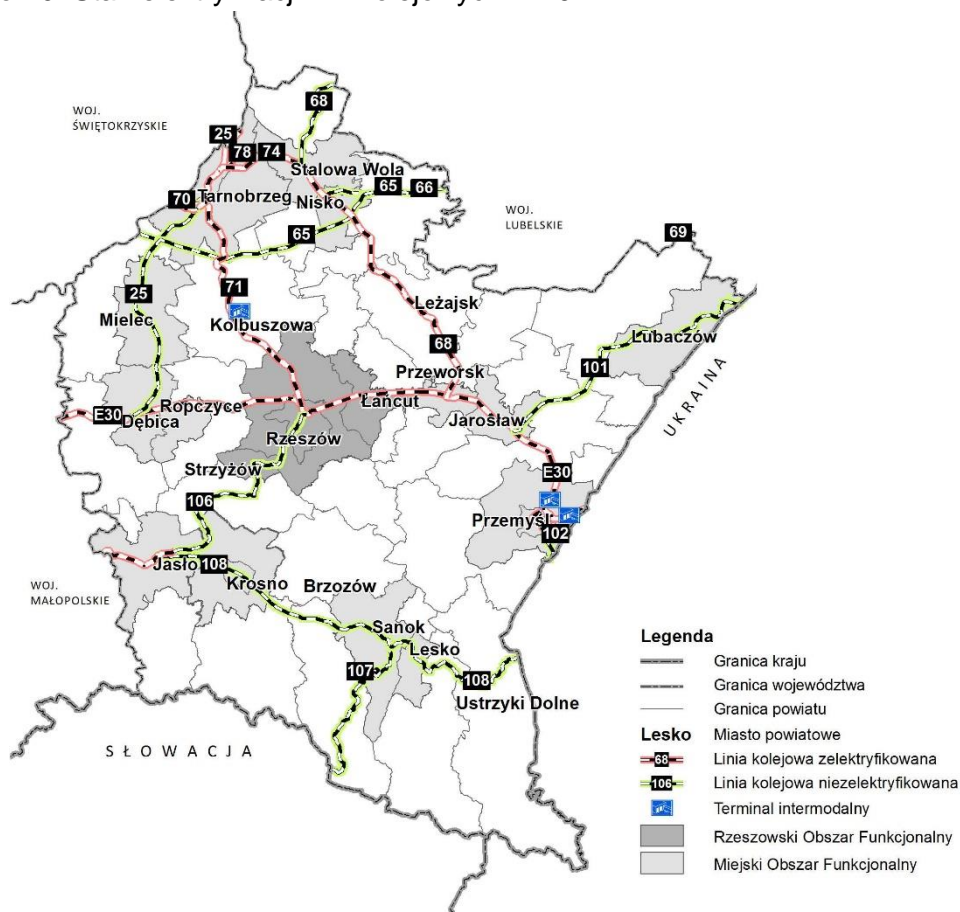 WOJ.
ŚWIĘTOKRZYSKIE
68
25
78
74
Stalowa Wola
65
66
70
Tarnobrzeg
Nisko
WOJ.
LUBELSKIE
69
65
71
25
Leżajsk
Mielec
Kolbuszowa
68
Lubaczów
101
Przeworsk
UKRAINA
Ropczyce
Łańcut
E30
Dębica
Jarosław
Rzeszów
Strzyżów
E30
106
Przemyśl
102
Jasło
108
Krosno
Brzozów
WOJ.
MAŁOPOLSKIE
Sanok
Lesko
107
108
Ustrzyki Dolne
SŁOWACJA
Legenda
Granica kraju
Granica województwa
Granica powiatu
Lesko Miasto powiatowe
68 Linia kolejowa zelektryfikowana
106 Linia kolejowa niezelektryfikowana
Terminal intermodalny
Rzeszowski Obszar Funkcjonalny
Miejski Obszar Funkcjonalny